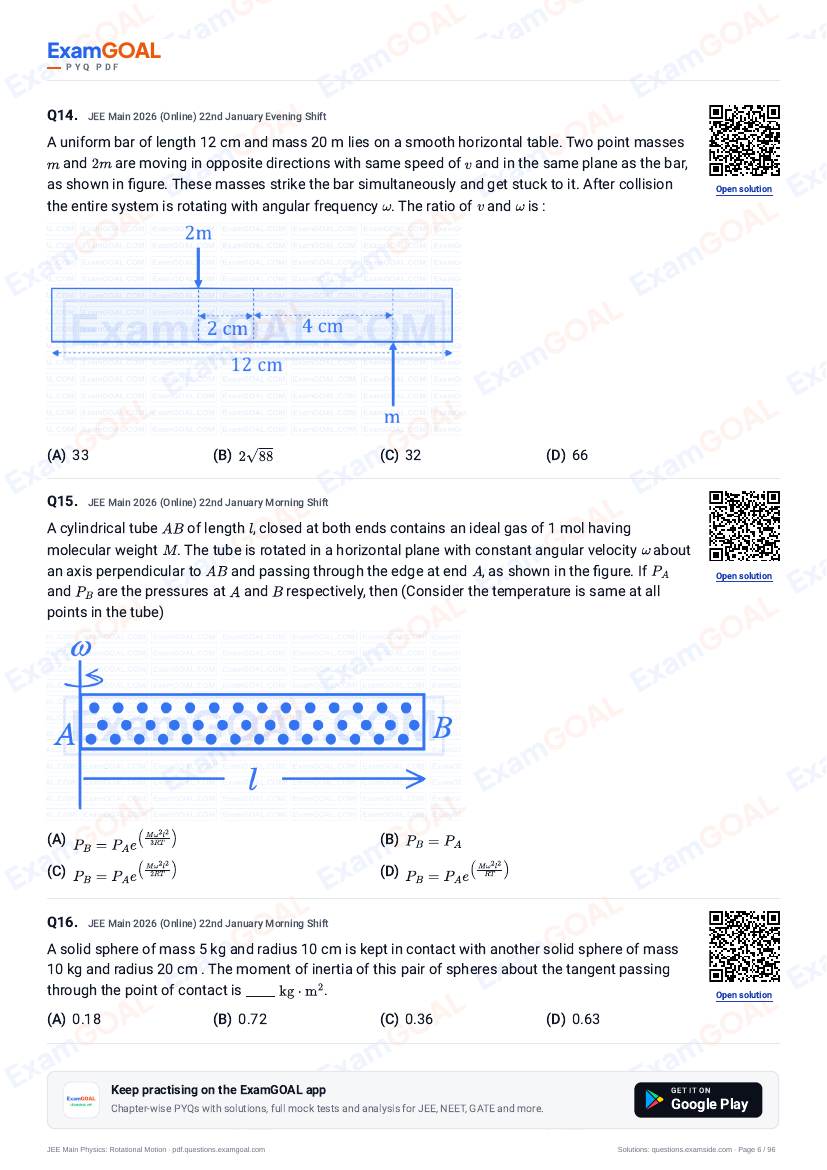 ExamGOAL
PYQ PDF
Q14. JEE Main 2026 (Online) 22nd January Evening Shift
A uniform bar of length 12 cm and mass 20 m lies on a smooth horizontal table. Two point masses
m and 2m are moving in opposite directions with same speed of v and in the same plane as the bar,
as shown in figure. These masses strike the bar simultaneously and get stuck to it. After collision
the entire system is rotating with angular frequency ω. The ratio of v and ω is :
Open solution
2m
2 cm
4 cm
12 cm
m
(A) 33 (B) 2√88 (C) 32 (D) 66
Q15. JEE Main 2026 (Online) 22nd January Morning Shift
A cylindrical tube AB of length l, closed at both ends contains an ideal gas of 1 mol having
molecular weight M. The tube is rotated in a horizontal plane with constant angular velocity ω about
an axis perpendicular to AB and passing through the edge at end A, as shown in the figure. If P_A
and P_B are the pressures at A and B respectively, then (Consider the temperature is same at all
points in the tube)
Open solution
ω
A
B
l
(A) P_B = P_A e^(Mω²l²/3RT) (B) P_B = P_A
(C) P_B = P_A e^(Mω²l²/2RT) (D) P_B = P_A e^(Mω²l²/RT)
Q16. JEE Main 2026 (Online) 22nd January Morning Shift
A solid sphere of mass 5 kg and radius 10 cm is kept in contact with another solid sphere of mass
10 kg and radius 20 cm . The moment of inertia of this pair of spheres about the tangent passing
through the point of contact is ____ kg · m².
Open solution
(A) 0.18 (B) 0.72 (C) 0.36 (D) 0.63
ExamGOAL
Keep practising on the ExamGOAL app
Chapter-wise PYQs with solutions, full mock tests and analysis for JEE, NEET, GATE and more.
GET IT ON
Google Play
JEE Main Physics: Rotational Motion · pdf.questions.examgoal.com
Solutions: questions.examside.com · Page 6 / 96